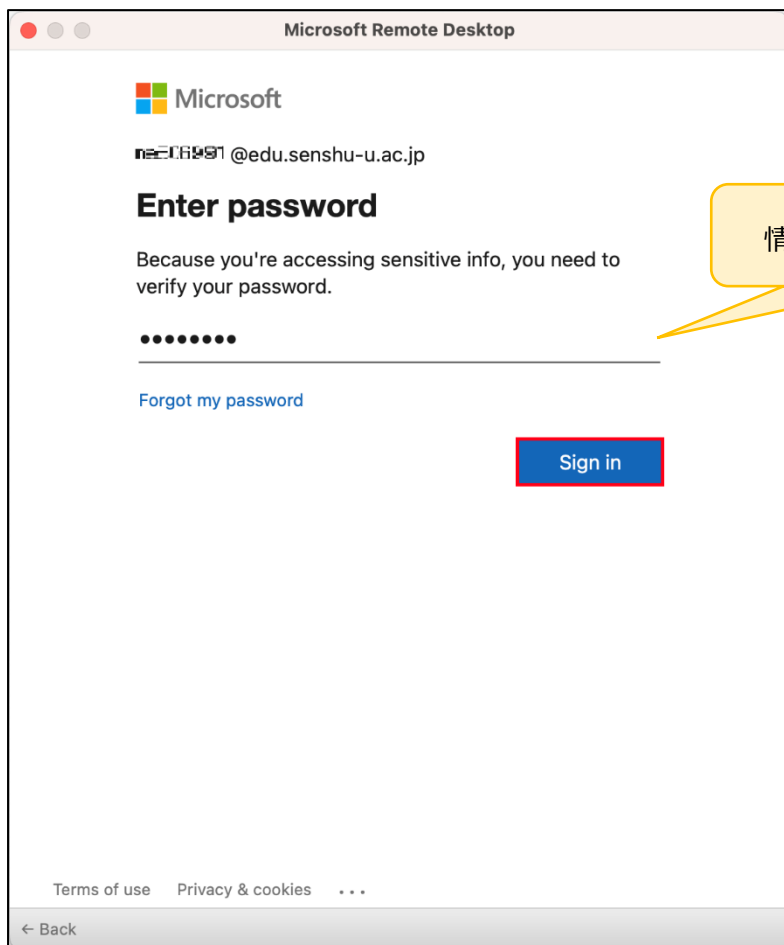 Microsoft Remote Desktop
Microsoft
@edu.senshu-u.ac.jp
Enter password
Because you're accessing sensitive info, you need to
verify your password.
情
••••••••
Forgot my password
Sign in
Terms of use Privacy & cookies ...
← Back